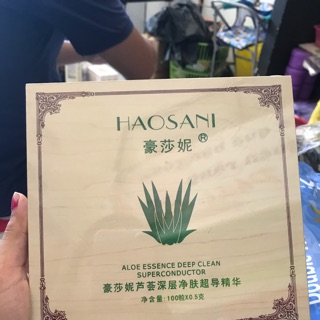 HAOSANI
豪莎妮®
ALOE ESSENCE DEEP CLEAN
SUPERCONDUCTOR
豪莎妮芦荟深层净肤超导精华
净含量：100粒X0.5克